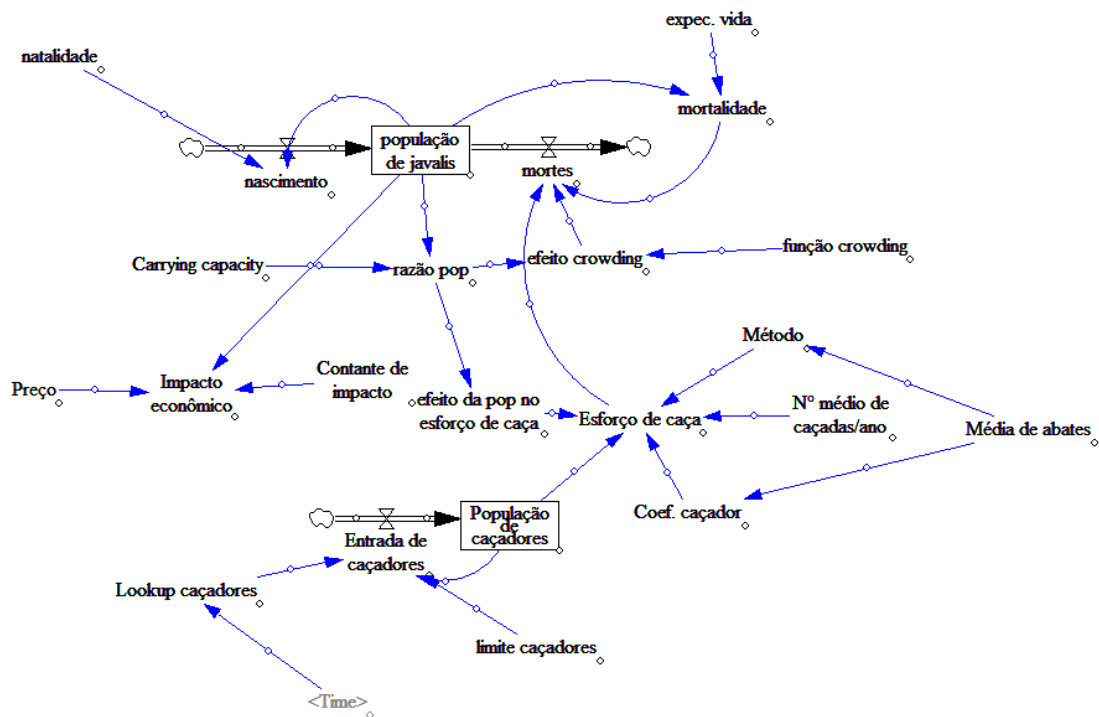 expec. vida
natalidade
mortalidade
população
de javalis
nascimento
mortes
Carrying capacity
razão pop
efeito crowding
função crowding
Método
Preço
Impacto
econômico
Contante de
impacto
efeito da pop no
esforço de caça
Esforço de caça
Nº médio de
caçadas/ano
Média de abates
Coef. caçador
População
de
caçadores
Entrada de
caçadores
Lookup caçadores
limite caçadores
<Time>